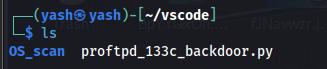 ┌──(yash㉿yash)-[~/vscode]
└─$ ls
OS_scan  proftpd_133c_backdoor.py